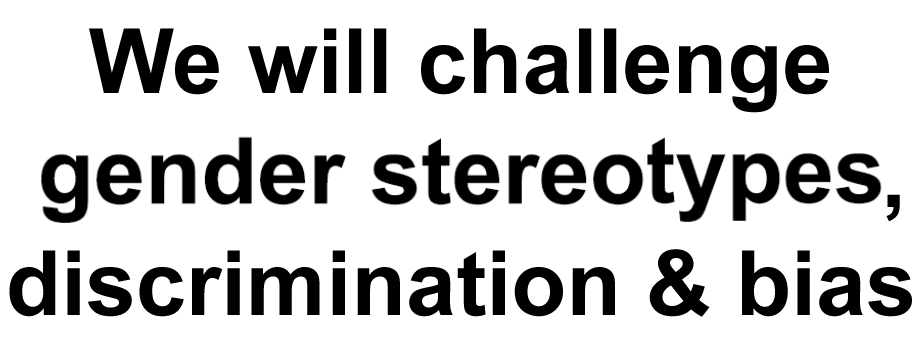 We will challenge
gender stereotypes,
discrimination & bias